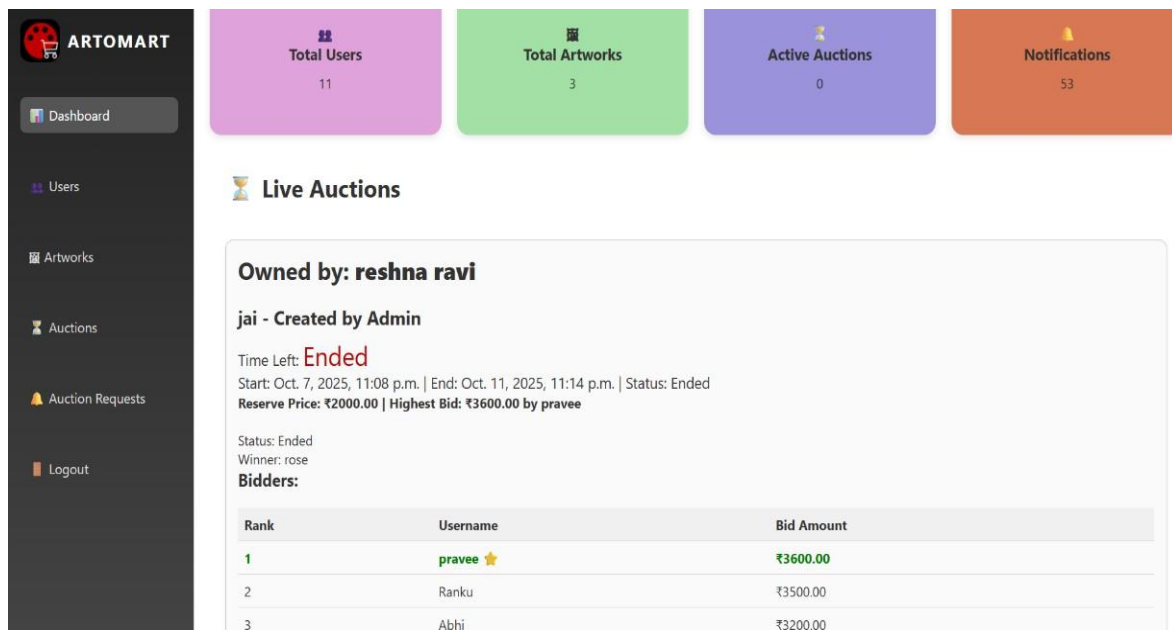 ARTOMART
Dashboard
Users
Artworks
Auctions
Auction Requests
Logout
Total Users
11
Total Artworks
3
Active Auctions
0
Notifications
53
Live Auctions
Owned by: reshna ravi
jai - Created by Admin
Time Left: Ended
Start: Oct. 7, 2025, 11:08 p.m. | End: Oct. 11, 2025, 11:14 p.m. | Status: Ended
Reserve Price: ₹2000.00 | Highest Bid: ₹3600.00 by pravee
Status: Ended
Winner: rose
Bidders:
Rank Username Bid Amount
1 pravee ₹3600.00
2 Ranku ₹3500.00
3 Abhi ₹3200.00